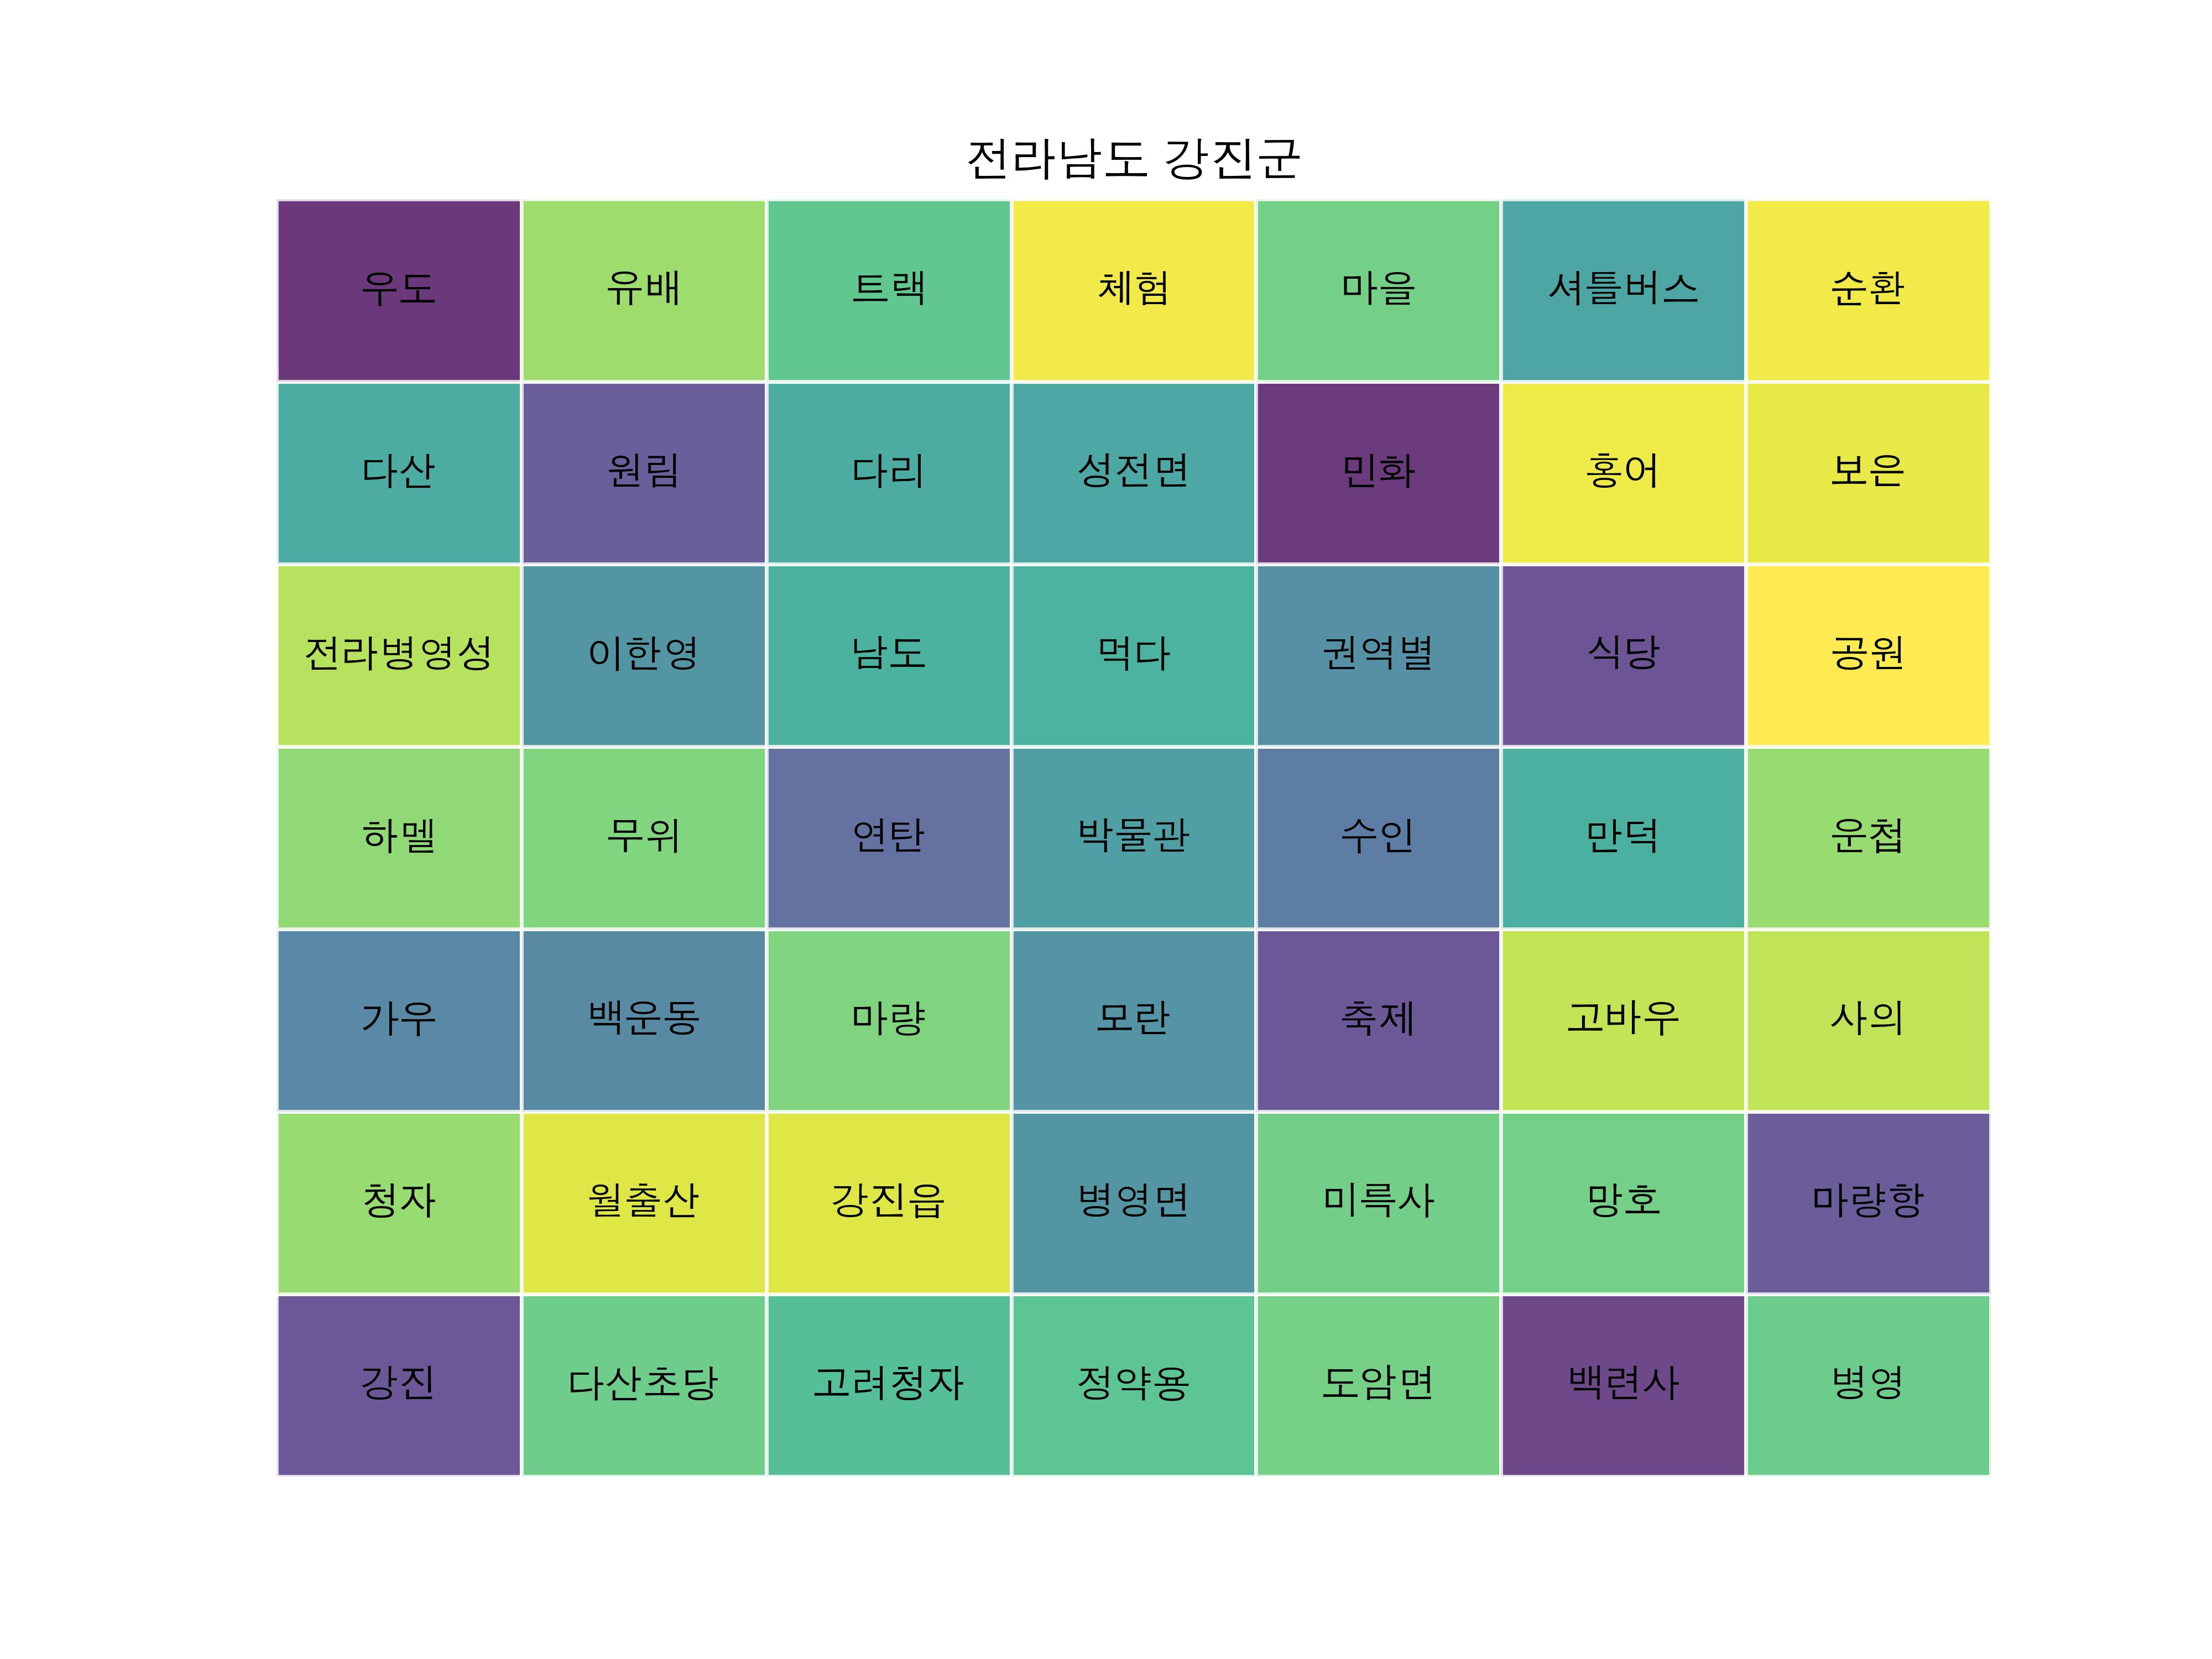 전라남도 강진군
우도 유배 트랙 체험 마을 셔틀버스 순환
다산 원림 다리 성전면 민화 홍어 보은
전라병영성 이한영 남도 먹다 권역별 식당 공원
하멜 무위 연탄 박물관 수인 만덕 운첩
가우 백운동 마량 모란 축제 고바우 사의
청자 월출산 강진읍 병영면 미륵사 망호 마량항
강진 다산초당 고려청자 정약용 도암면 백련사 병영